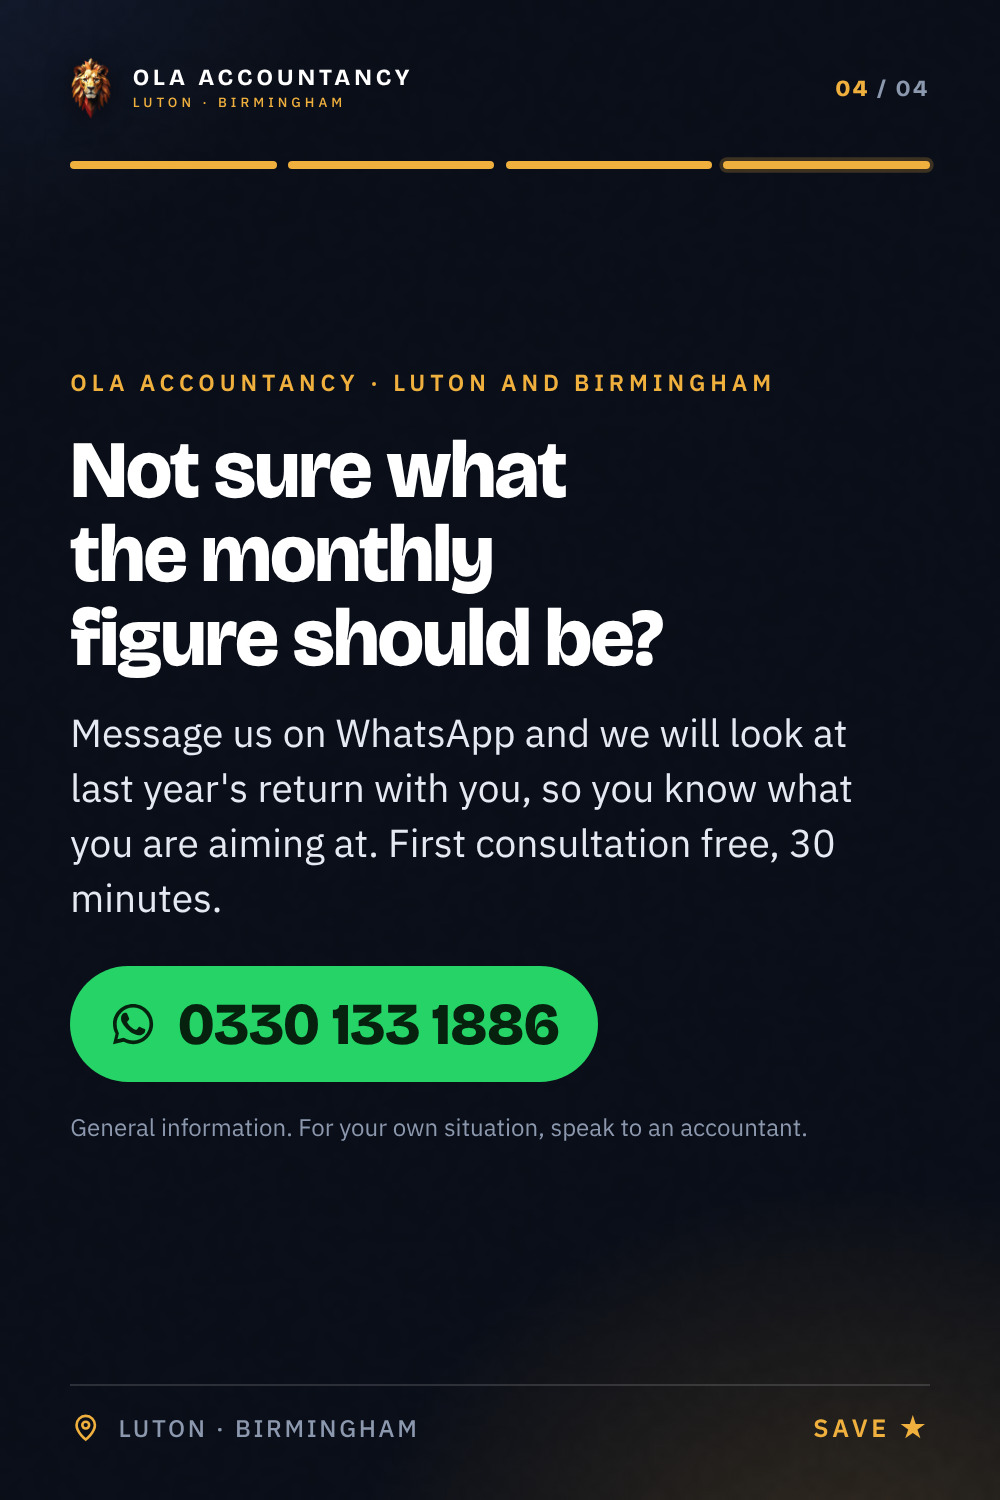 OLA ACCOUNTANCY
LUTON · BIRMINGHAM
04 / 04
OLA ACCOUNTANCY · LUTON AND BIRMINGHAM
Not sure what
the monthly
figure should be?
Message us on WhatsApp and we will look at
last year's return with you, so you know what
you are aiming at. First consultation free, 30
minutes.
0330 133 1886
General information. For your own situation, speak to an accountant.
LUTON · BIRMINGHAM
SAVE ★